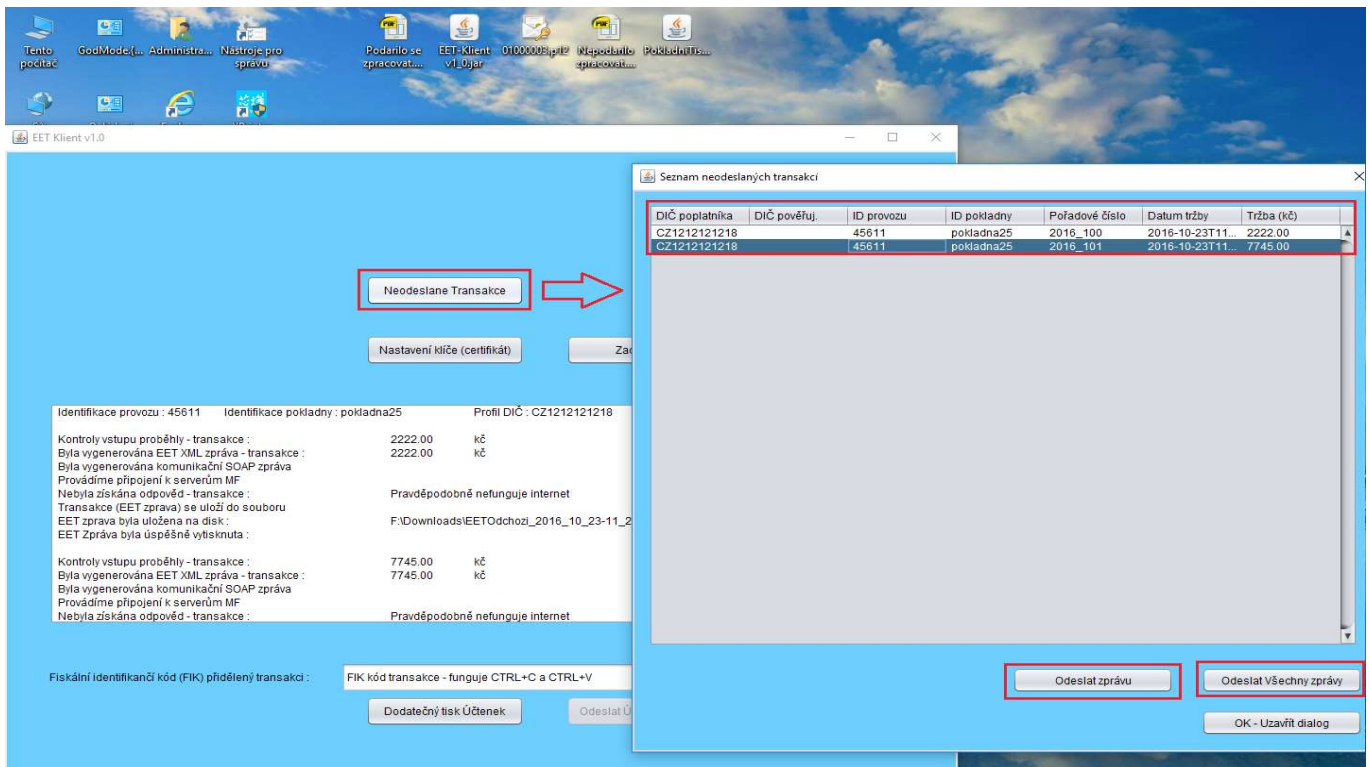 Tento
počítač
GodMode.{...
Administra...
Nástroje pro
správu
Podarilo se
zpracovat....
EET-Klient
v1_0.jar
01000003.p12
Nepodarilo
zpracovat....
PokladniTis...
EET Klient v1.0
Neodeslane Transakce
Nastavení klíče (certifikát)
Zad
Identifikace provozu : 45611 Identifikace pokladny : pokladna25 Profil DIČ : CZ1212121218
Kontroly vstupu proběhly - transakce : 2222.00 kč
Byla vygenerována EET XML zpráva - transakce : 2222.00 kč
Byla vygenerována komunikační SOAP zpráva
Provádíme připojení k serverům MF
Nebyla získána odpověd - transakce : Pravděpodobně nefunguje internet
Transakce (EET zprava) se uloží do souboru
EET zprava byla uložena na disk : F:\Downloads\EETOdchozi_2016_10_23-11_2
EET Zpráva byla úspěšně vytisknuta :
Kontroly vstupu proběhly - transakce : 7745.00 kč
Byla vygenerována EET XML zpráva - transakce : 7745.00 kč
Byla vygenerována komunikační SOAP zpráva
Provádíme připojení k serverům MF
Nebyla získána odpověd - transakce : Pravděpodobně nefunguje internet
Fiskální identifikančí kód (FIK) přidělený transakci : FIK kód transakce - funguje CTRL+C a CTRL+V
Dodatečný tisk Účtenek
Odeslat Ú
Seznam neodeslaných transakcí
DIČ poplatníka DIČ pověřuj. ID provozu ID pokladny Pořadové číslo Datum tržby Tržba (kč)
CZ1212121218 45611 pokladna25 2016_100 2016-10-23T11... 2222.00
CZ1212121218 45611 pokladna25 2016_101 2016-10-23T11... 7745.00
Odeslat zprávu
Odeslat Všechny zprávy
OK - Uzavřít dialog